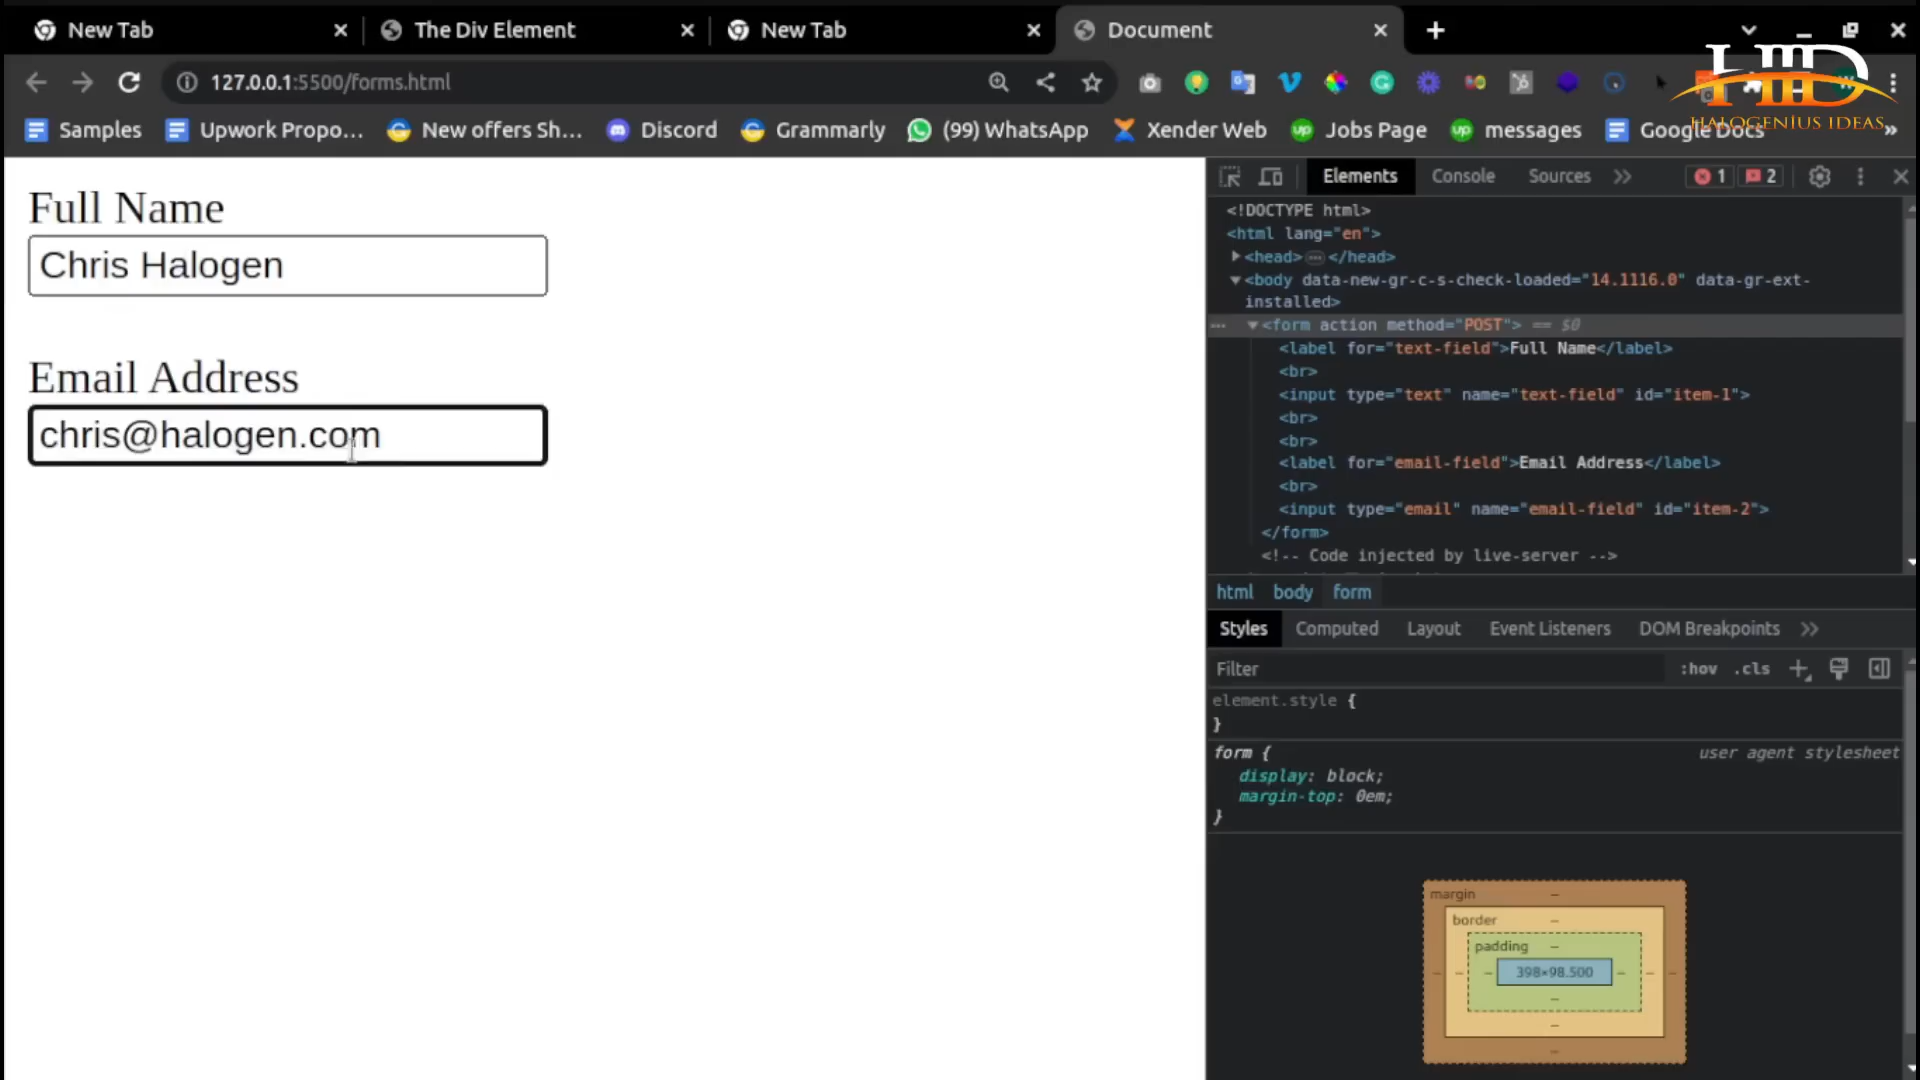 New Tab
The Div Element
New Tab
Document
127.0.0.1:5500/forms.html
HID
HALOGENIUS IDEAS
Samples
Upwork Propo...
New offers Sh...
Discord
Grammarly
(99) WhatsApp
Xender Web
Jobs Page
messages
Google Docs
»
Full Name
Chris Halogen
Email Address
chris@halogen.com
Elements
Console
Sources
»
1
2
<!DOCTYPE html>
<html lang="en">
<head> ··· </head>
<body data-new-gr-c-s-check-loaded="14.1116.0" data-gr-ext-
installed>
··· <form action method="POST"> == $0
<label for="text-field">Full Name</label>
<br>
<input type="text" name="text-field" id="item-1">
<br>
<br>
<label for="email-field">Email Address</label>
<br>
<input type="email" name="email-field" id="item-2">
</form>
<!-- Code injected by live-server -->
html body form
Styles
Computed
Layout
Event Listeners
DOM Breakpoints
»
Filter
:hov .cls +
element.style {
}
form {
user agent stylesheet
display: block;
margin-top: 0em;
}
margin –
border –
padding –
– – – 398×98.500 – – –
–
–
–